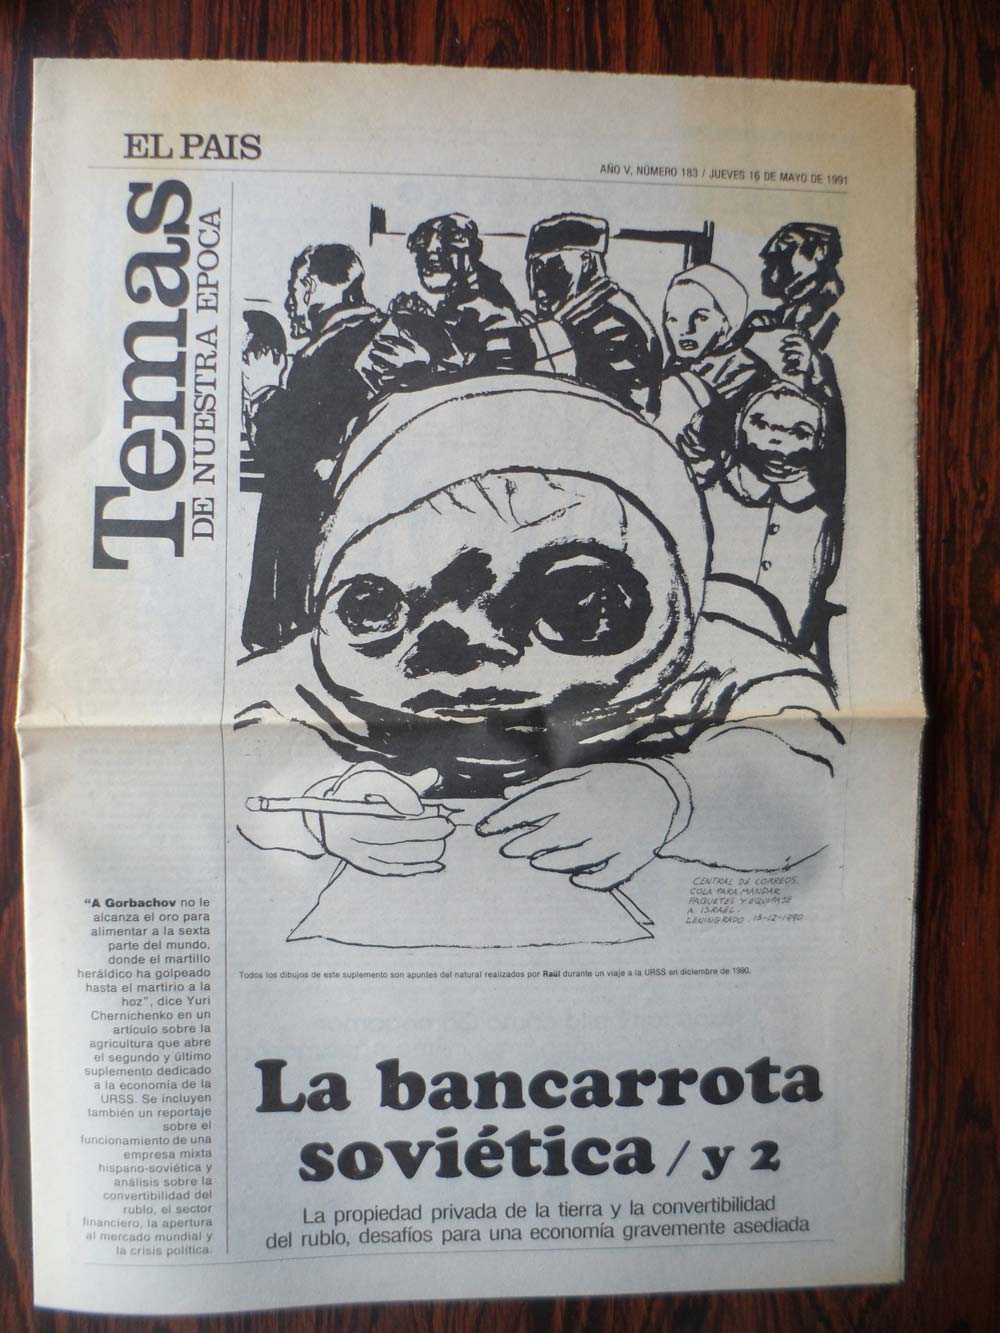 EL PAIS
AÑO V, NÚMERO 183 / JUEVES 16 DE MAYO DE 1991
Temas
DE NUESTRA EPOCA
CENTRAL DE CORREOS.
COLA PARA MANDAR
PAQUETES Y EQUIPAJE
A ISRAEL.
LENINGRADO. 13-12-1990
Todos los dibujos de este suplemento son apuntes del natural realizados por Raúl durante un viaje a la URSS en diciembre de 1990.
"A Gorbachov no le
alcanza el oro para
alimentar a la sexta
parte del mundo,
donde el martillo
heráldico ha golpeado
hasta el martirio a la
hoz", dice Yuri
Chernichenko en un
artículo sobre la
agricultura que abre
el segundo y último
suplemento dedicado
a la economía de la
URSS. Se incluyen
también un reportaje
sobre el
funcionamiento de una
empresa mixta
hispano-soviética y
análisis sobre la
convertibilidad del
rublo, el sector
financiero, la apertura
al mercado mundial y
la crisis política.
La bancarrota
soviética / y 2
La propiedad privada de la tierra y la convertibilidad
del rublo, desafíos para una economía gravemente asediada